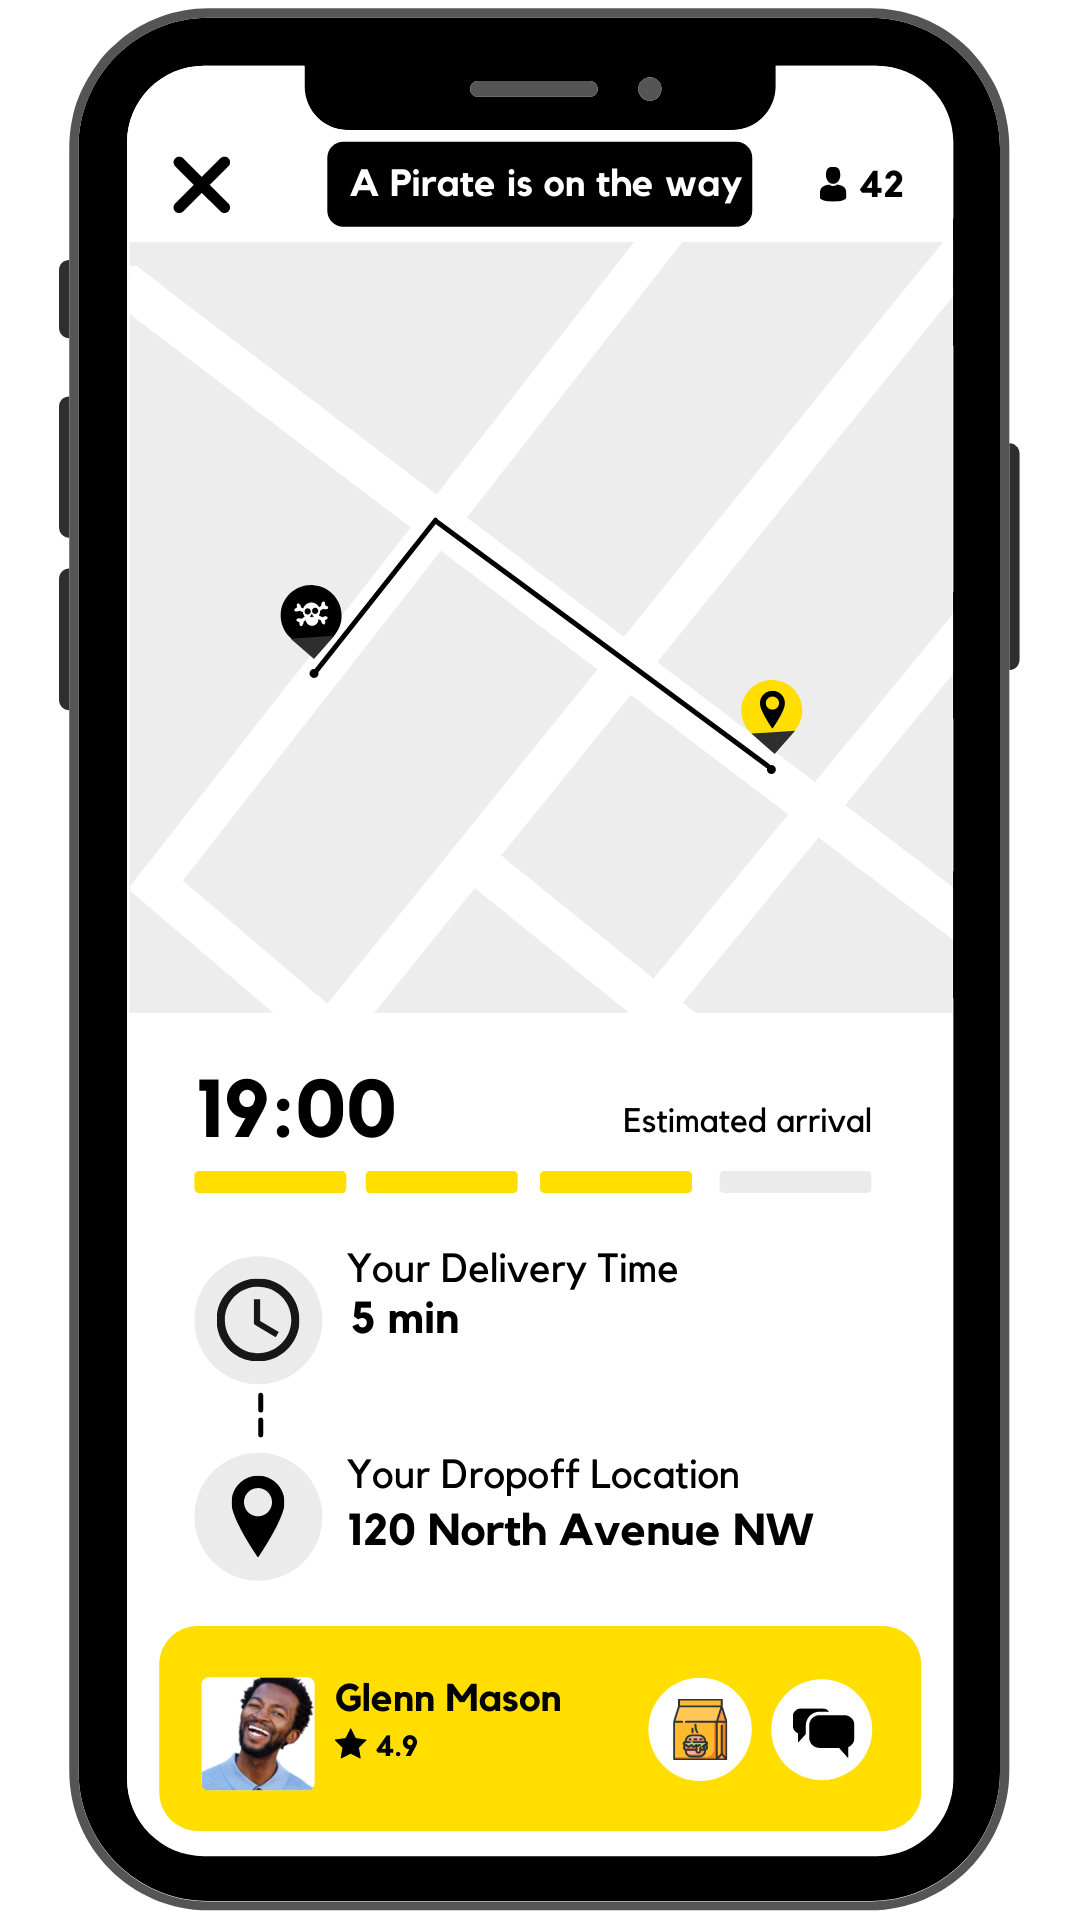 A Pirate is on the way
42
19:00
Estimated arrival
Your Delivery Time
5 min
Your Dropoff Location
120 North Avenue NW
Glenn Mason
4.9